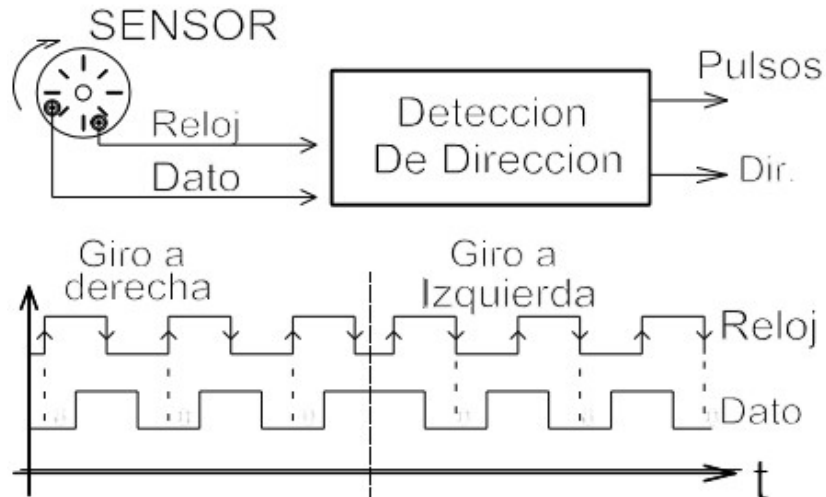 SENSOR
Reloj
Dato
Deteccion
De Direccion
Pulsos
Dir.
Giro a
derecha
Giro a
Izquierda
Reloj
Dato
t